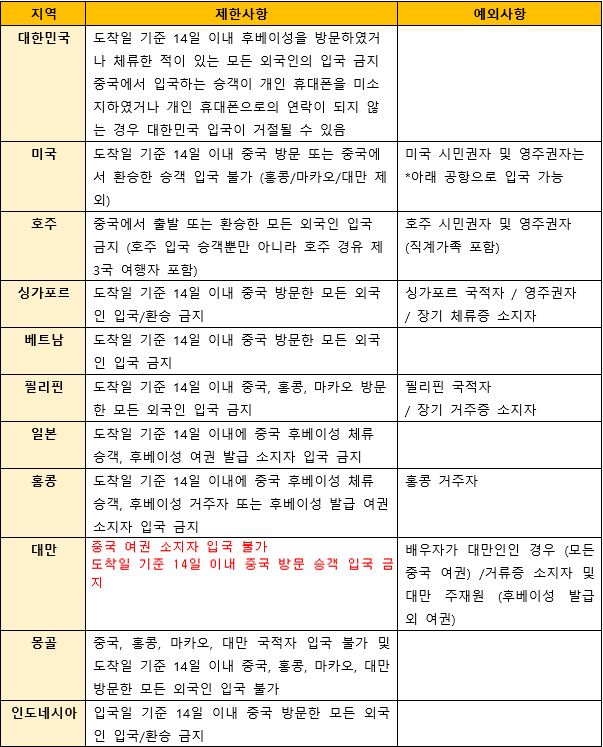 지역 제한사항 예외사항
대한민국
도착일 기준 14일 이내 후베이성을 방문하였거
나 체류한 적이 있는 모든 외국인의 입국 금지
중국에서 입국하는 승객이 개인 휴대폰을 미소
지하였거나 개인 휴대폰으로의 연락이 되지 않
는 경우 대한민국 입국이 거절될 수 있음
미국
도착일 기준 14일 이내 중국 방문 또는 중국에
서 환승한 승객 입국 불가 (홍콩/마카오/대만 제
외)
미국 시민권자 및 영주권자는
*아래 공항으로 입국 가능
호주
중국에서 출발 또는 환승한 모든 외국인 입국
금지 (호주 입국 승객뿐만 아니라 호주 경유 제
3국 여행자 포함)
호주 시민권자 및 영주권자
(직계가족 포함)
싱가포르
도착일 기준 14일 이내 중국 방문한 모든 외국
인 입국/환승 금지
싱가포르 국적자 / 영주권자
/ 장기 체류증 소지자
베트남
도착일 기준 14일 이내 중국 방문한 모든 외국
인 입국 금지
필리핀
도착일 기준 14일 이내 중국, 홍콩, 마카오 방문
한 모든 외국인 입국 금지
필리핀 국적자
/ 장기 거주증 소지자
일본
도착일 기준 14일 이내에 중국 후베이성 체류
승객, 후베이성 여권 발급 소지자 입국 금지
홍콩
도착일 기준 14일 이내에 중국 후베이성 체류
승객, 후베이성 거주자 또는 후베이성 발급 여권
소지자 입국 금지
홍콩 거주자
대만
중국 여권 소지자 입국 불가
도착일 기준 14일 이내 중국 방문 승객 입국 금
지
배우자가 대만인인 경우 (모든
중국 여권) /거류증 소지자 및
대만 주재원 (후베이성 발급
외 여권)
몽골
중국, 홍콩, 마카오, 대만 국적자 입국 불가 및
도착일 기준 14일 이내 중국, 홍콩, 마카오, 대만
방문한 모든 외국인 입국 불가
인도네시아
입국일 기준 14일 이내 중국 방문한 모든 외국
인 입국/환승 금지